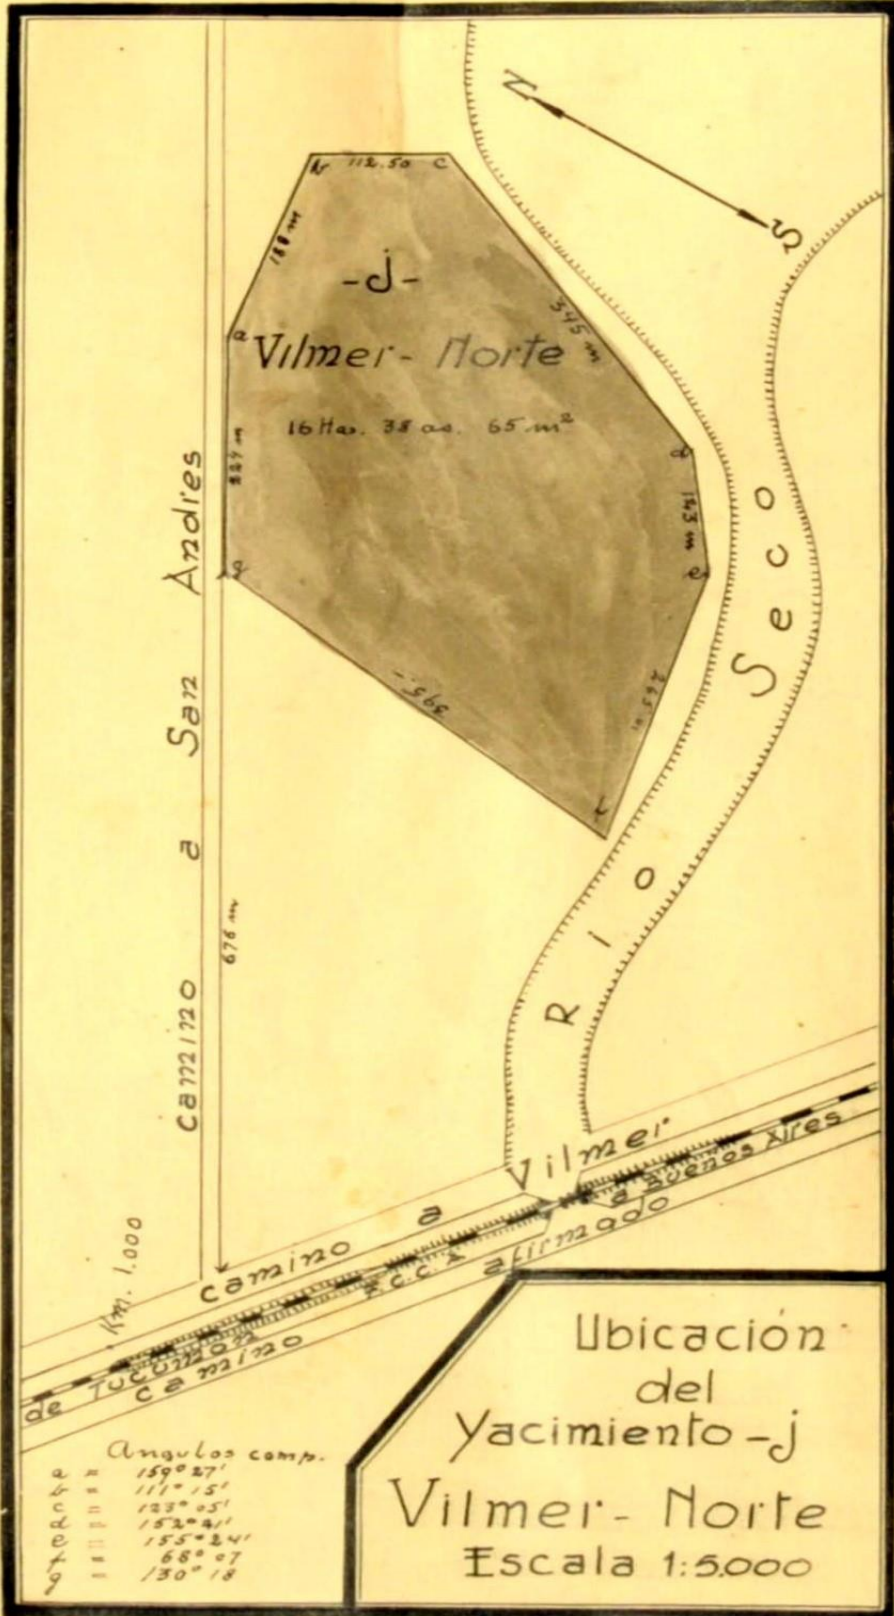 N
S
b 112.50 c
188 m
-j-
a
345 m
Vilmer- Norte
16 Has. 38 as. 65 m²
d
143 m
g
e
395.-
f
camino a San Andres
676 m
Rio Seco
Km. 1.000
camino a Vilmer
de Tucuman F.C.C.A. a Buenos Aires
camino afirmado
Angulos comp.
a = 159° 27'
b = 111° 15'
c = 123° 05'
d = 152° 41'
e = 155° 24'
f = 68° 07
g = 130° 18
Ubicación
del
Yacimiento -j
Vilmer- Norte
Escala 1:5.000